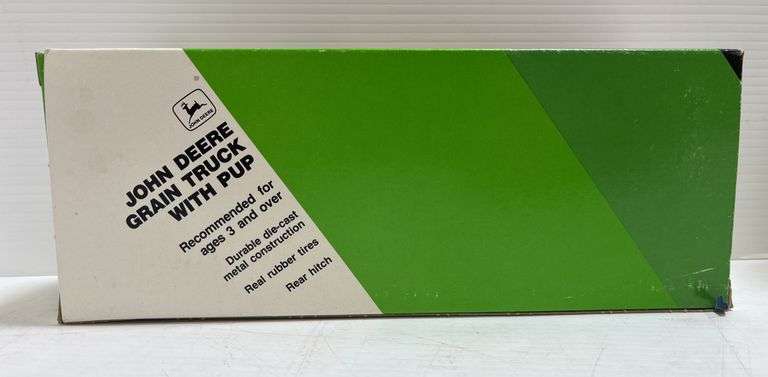 JOHN DEERE
JOHN DEERE
GRAIN TRUCK
WITH PUP
Recommended for
ages 3 and over
Durable die-cast
metal construction
Real rubber tires
Rear hitch